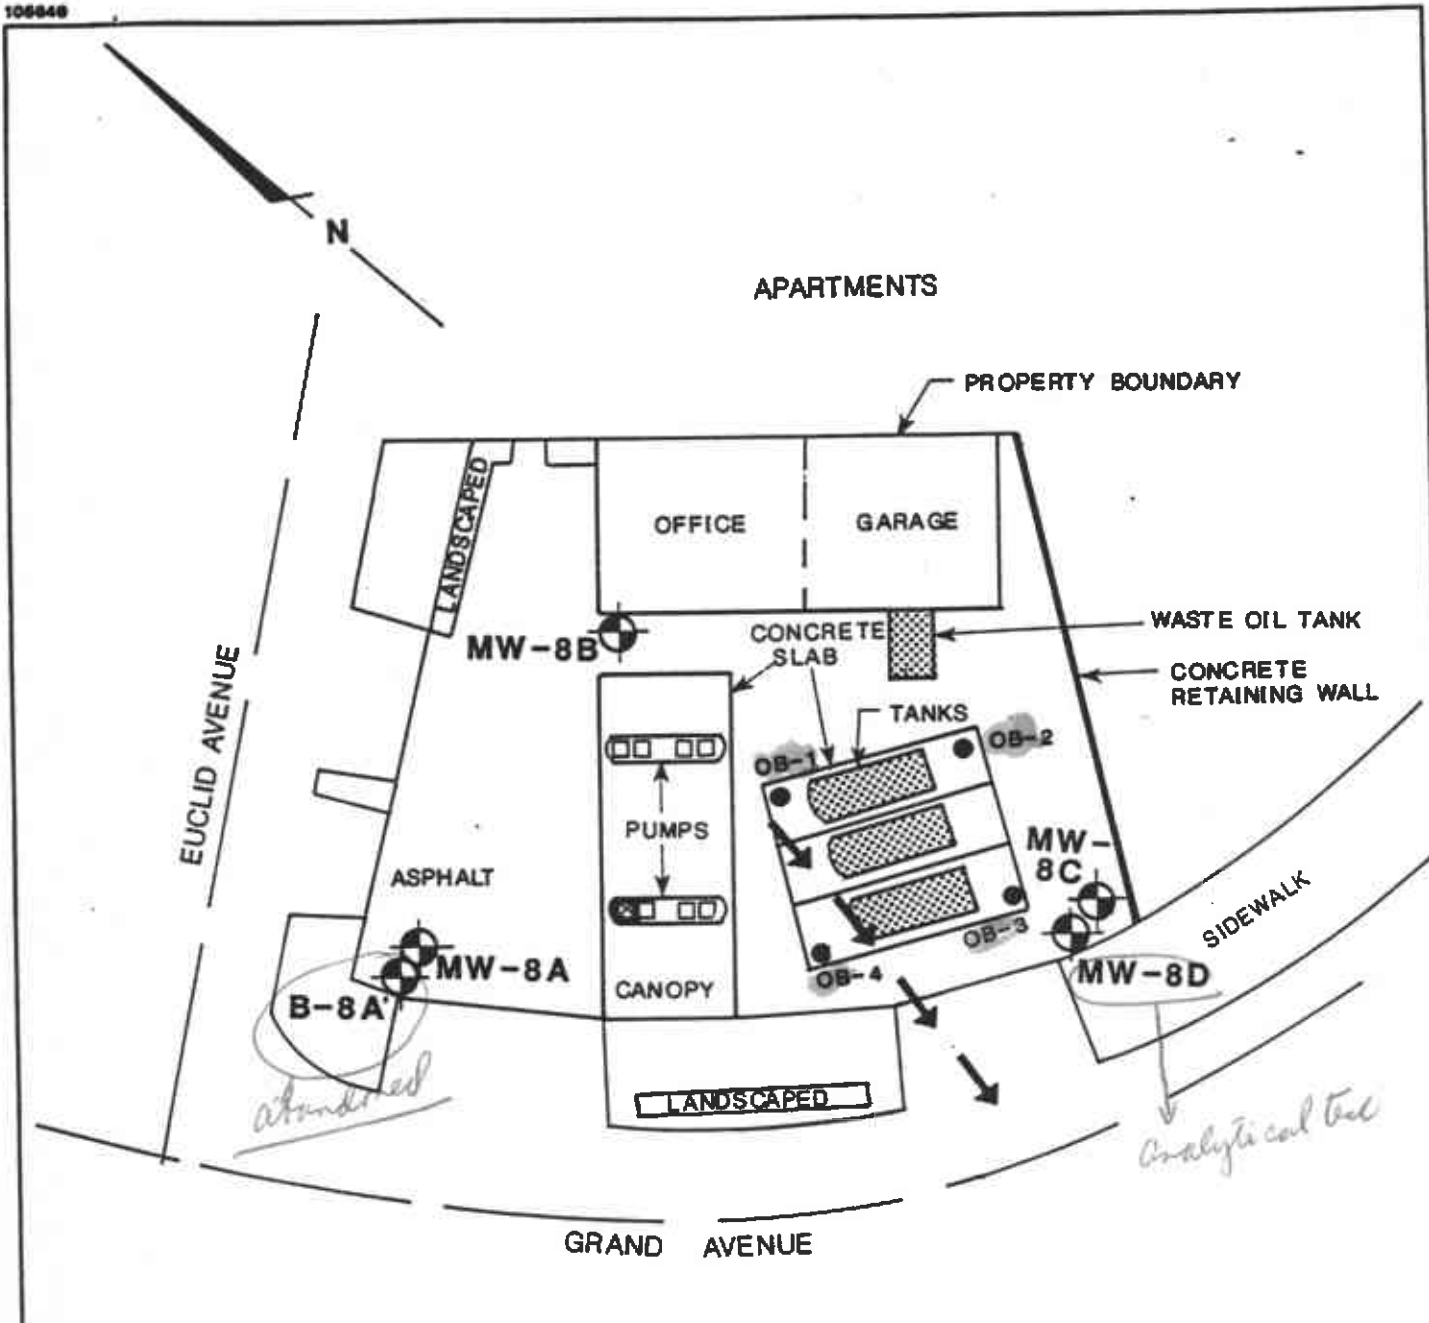 105646
N
APARTMENTS
PROPERTY BOUNDARY
LANDSCAPED
OFFICE
GARAGE
WASTE OIL TANK
MW-8B
CONCRETE
SLAB
CONCRETE
RETAINING WALL
EUCLID AVENUE
TANKS
OB-1
OB-2
PUMPS
MW-
8C
ASPHALT
SIDEWALK
OB-3
MW-8A
OB-4
MW-8D
B-8A
CANOPY
abandoned
LANDSCAPED
analytical
GRAND AVENUE